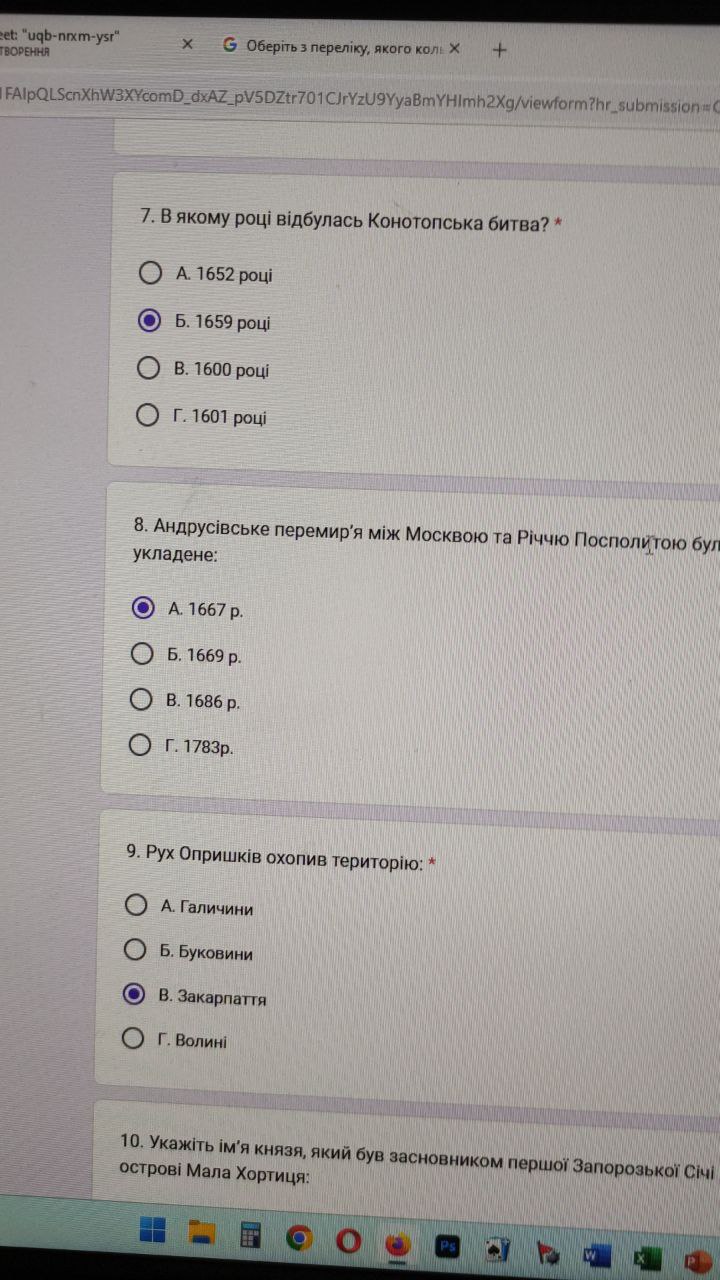 eet: "uqb-nrxm-ysr"
ТВОРЕННЯ
Оберіть з переліку, якого кол
FAlpQLScnXhW3XYcomD_dxAZ_pV5DZtr701CJrYzU9YyaBmYHlmh2Xg/viewform?hr_submission=
7. В якому році відбулась Конотопська битва? *
А. 1652 році
Б. 1659 році
В. 1600 році
Г. 1601 році
8. Андрусівське перемир’я між Москвою та Річчю Посполитою бул
укладене:
А. 1667 р.
Б. 1669 р.
В. 1686 р.
Г. 1783р.
9. Рух Опришків охопив територію: *
А. Галичини
Б. Буковини
В. Закарпаття
Г. Волині
10. Укажіть ім’я князя, який був засновником першої Запорозької Січі
острові Мала Хортиця:
Ps